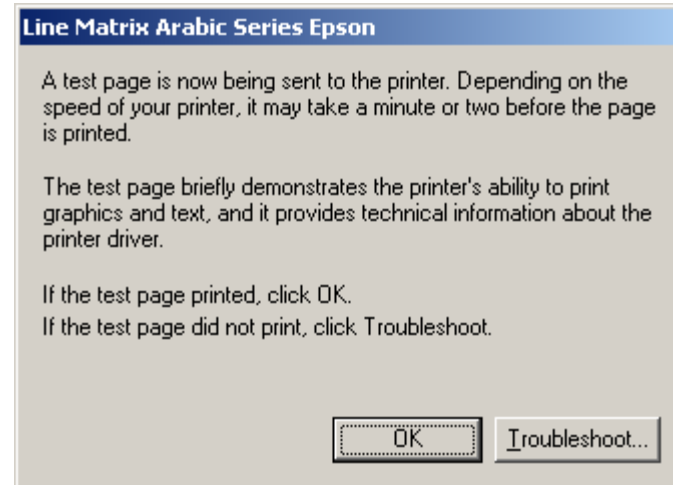 Line Matrix Arabic Series Epson
A test page is now being sent to the printer. Depending on the
speed of your printer, it may take a minute or two before the page
is printed.
The test page briefly demonstrates the printer's ability to print
graphics and text, and it provides technical information about the
printer driver.
If the test page printed, click OK.
If the test page did not print, click Troubleshoot.
OK
Troubleshoot...